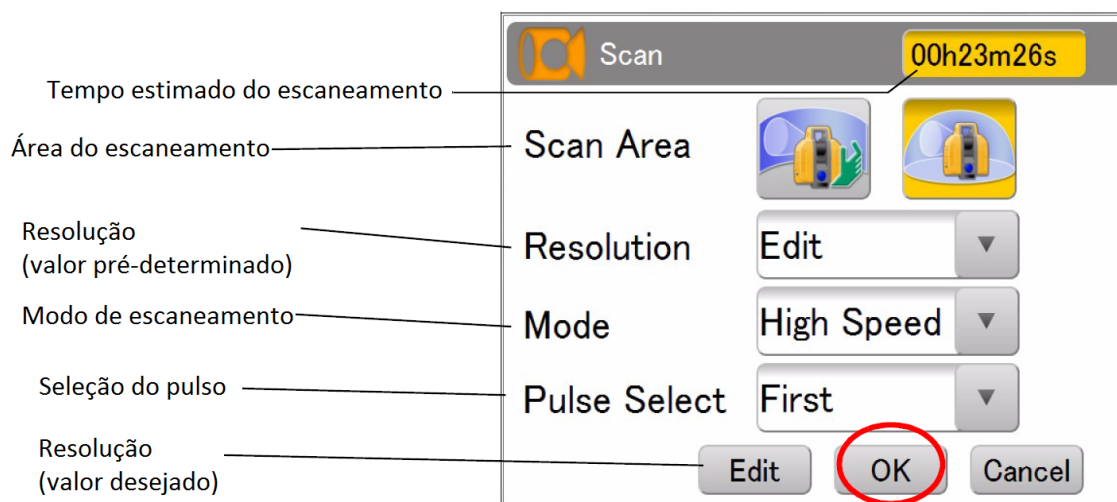 Scan 00h23m26s
Tempo estimado do escaneamento
Área do escaneamento
Scan Area
Resolução
(valor pré-determinado)
Resolution Edit
Modo de escaneamento
Mode High Speed
Seleção do pulso
Pulse Select First
Resolução
(valor desejado)
Edit OK Cancel